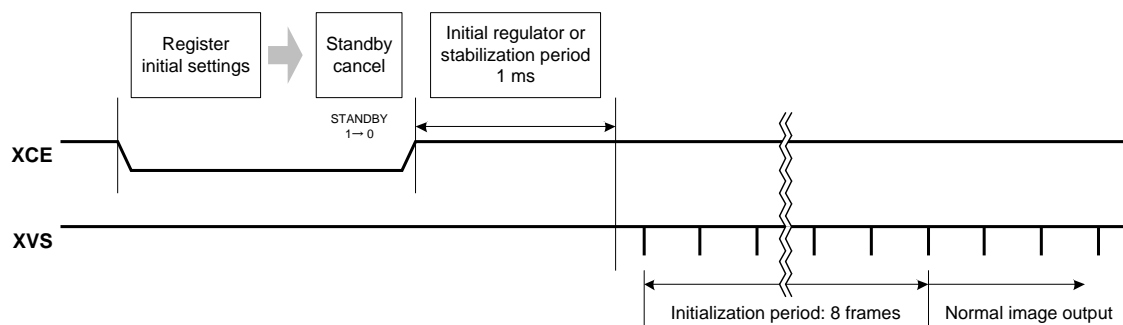 Register
initial settings
Standby
cancel
Initial regulator or
stabilization period
1 ms
STANDBY
1→ 0
XCE
XVS
Initialization period: 8 frames
Normal image output